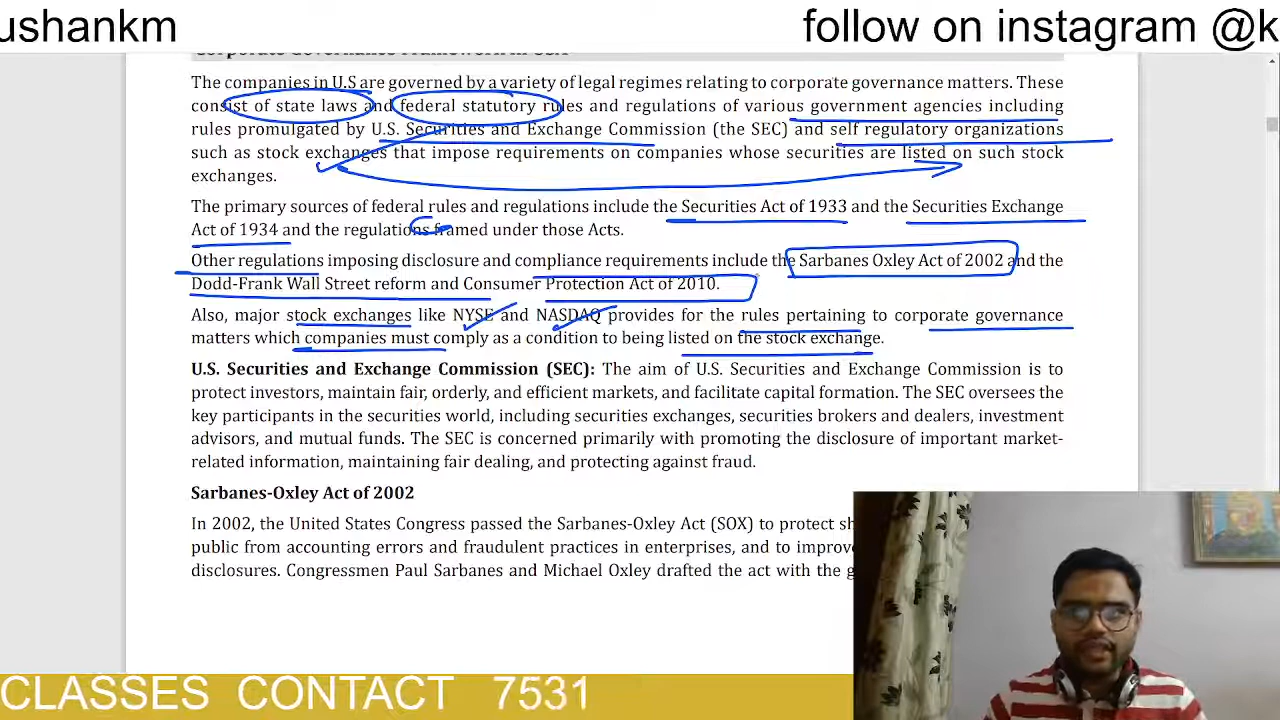 ushankm
follow on instagram @k
Corporate Governance Framework in USA
The companies in U.S are governed by a variety of legal regimes relating to corporate governance matters. These
consist of state laws and federal statutory rules and regulations of various government agencies including
rules promulgated by U.S. Securities and Exchange Commission (the SEC) and self regulatory organizations
such as stock exchanges that impose requirements on companies whose securities are listed on such stock
exchanges.
The primary sources of federal rules and regulations include the Securities Act of 1933 and the Securities Exchange
Act of 1934 and the regulations framed under those Acts.
Other regulations imposing disclosure and compliance requirements include the Sarbanes Oxley Act of 2002 and the
Dodd-Frank Wall Street reform and Consumer Protection Act of 2010.
Also, major stock exchanges like NYSE and NASDAQ provides for the rules pertaining to corporate governance
matters which companies must comply as a condition to being listed on the stock exchange.
U.S. Securities and Exchange Commission (SEC): The aim of U.S. Securities and Exchange Commission is to
protect investors, maintain fair, orderly, and efficient markets, and facilitate capital formation. The SEC oversees the
key participants in the securities world, including securities exchanges, securities brokers and dealers, investment
advisors, and mutual funds. The SEC is concerned primarily with promoting the disclosure of important market-
related information, maintaining fair dealing, and protecting against fraud.
Sarbanes-Oxley Act of 2002
In 2002, the United States Congress passed the Sarbanes-Oxley Act (SOX) to protect sh
public from accounting errors and fraudulent practices in enterprises, and to improve
disclosures. Congressmen Paul Sarbanes and Michael Oxley drafted the act with the g
CLASSES CONTACT 7531